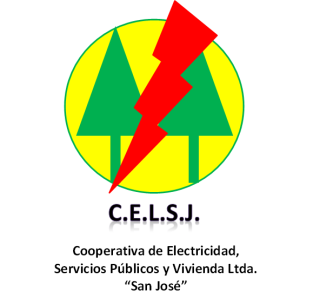 C.E.L.S.J.
Cooperativa de Electricidad,
Servicios Públicos y Vivienda Ltda.
“San José”